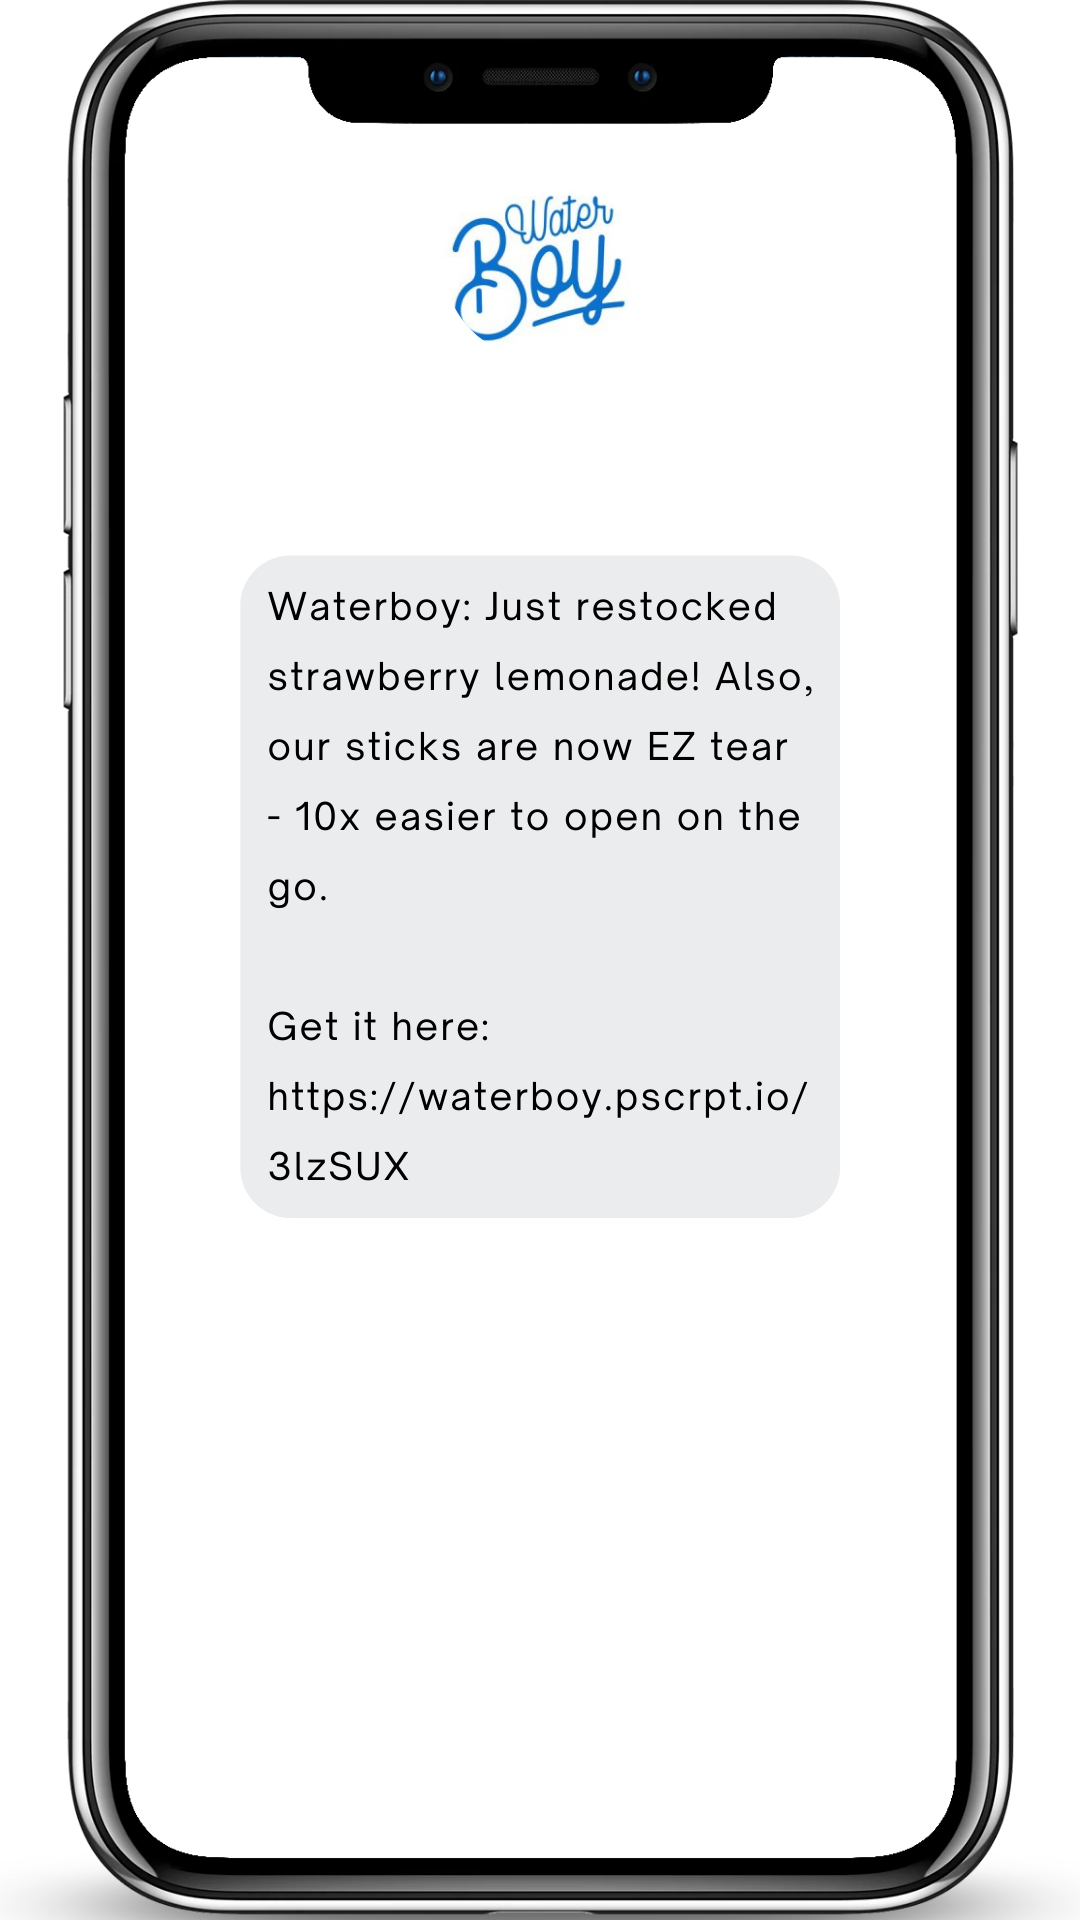 Water
Boy
Waterboy: Just restocked
strawberry lemonade! Also,
our sticks are now EZ tear
- 10x easier to open on the
go.
Get it here:
https://waterboy.pscrpt.io/
3lzSUX